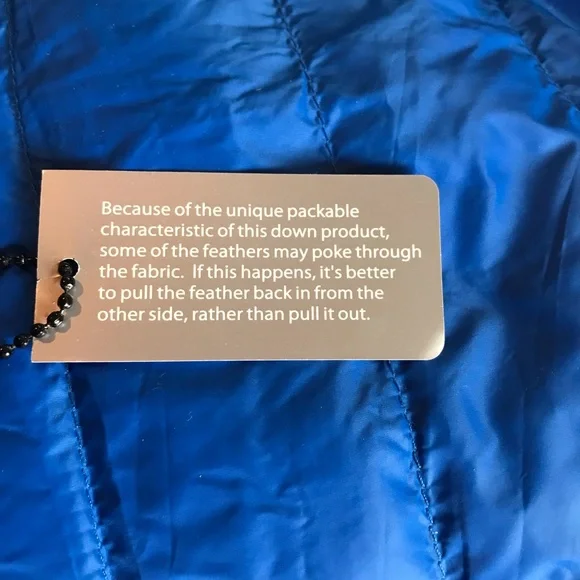 Because of the unique packable
characteristic of this down product,
some of the feathers may poke through
the fabric. If this happens, it's better
to pull the feather back in from the
other side, rather than pull it out.